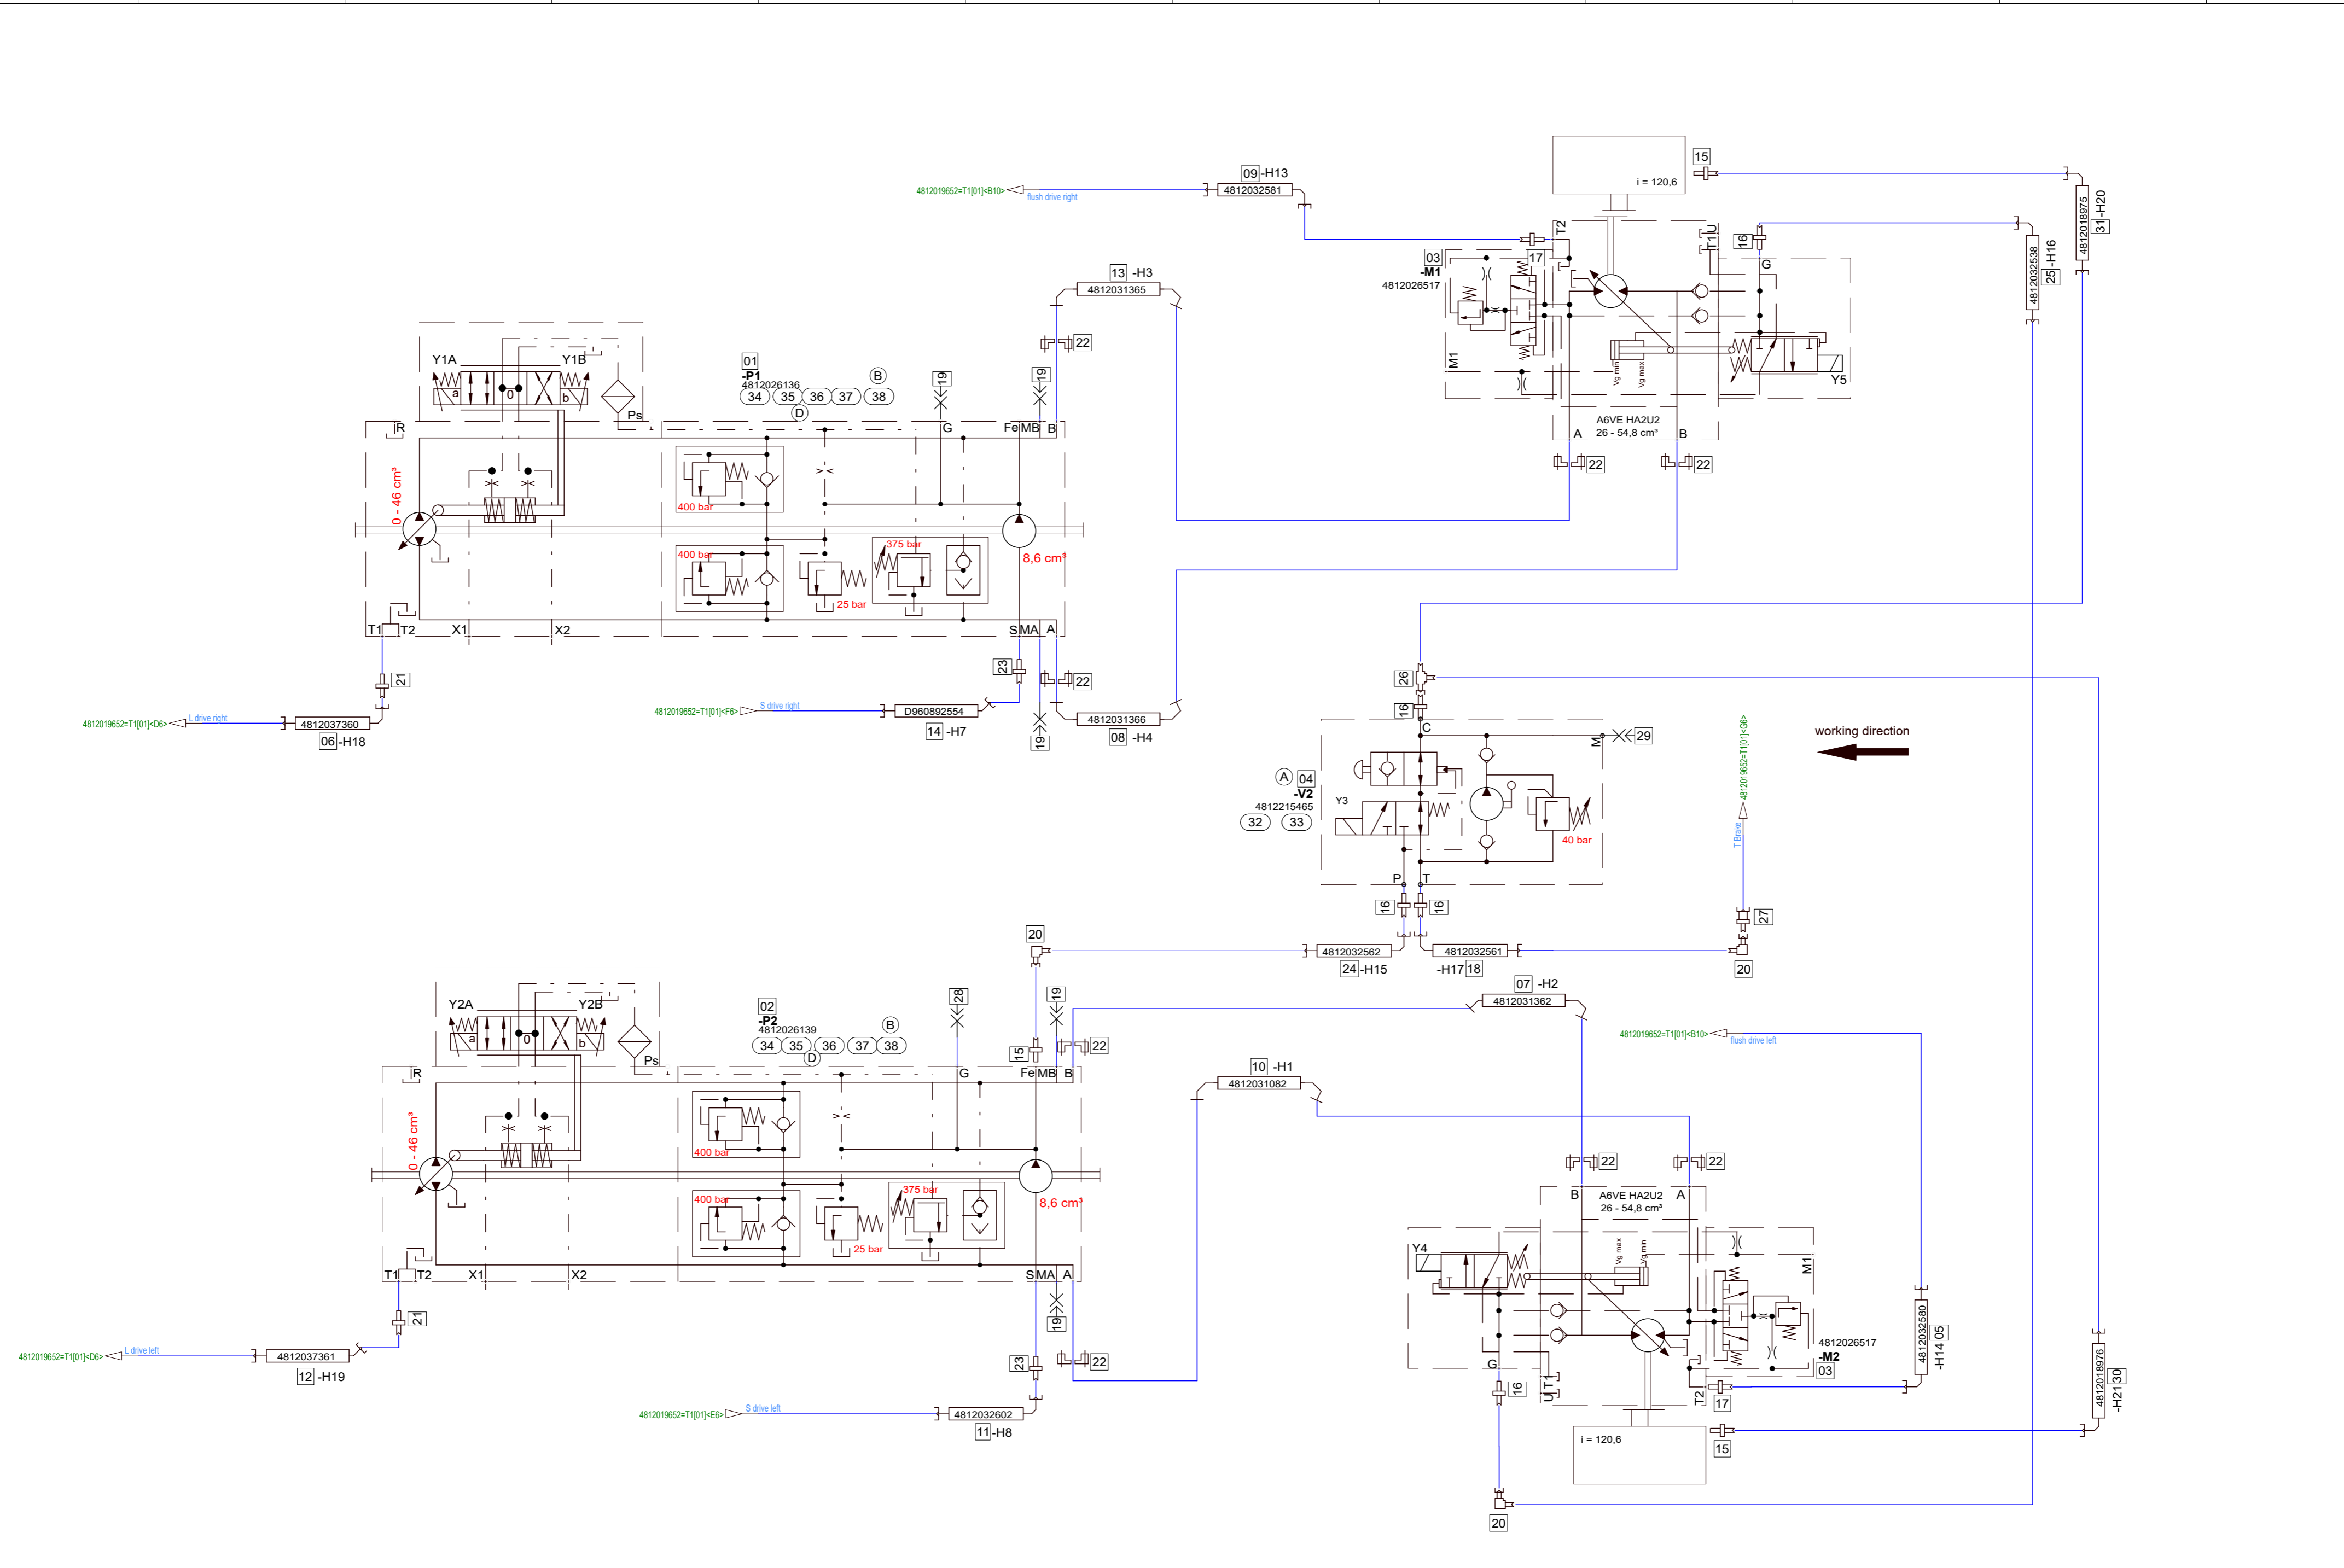 09 -H13
4812032581
4812019652=T1[01]<B10>
flush drive right
15
i = 120,6
4812018975
31 -H20
4812032538
25 -H16
T2
T1 U
16
G
03
-M1
4812026517
17
M1
Vg min
Vg max
Y5
A6VE HA2U2
26 - 54,8 cm³
A
B
22
22
13 -H3
4812031365
22
Y1A
Y1B
a
0
b
Ps
01
-P1
4812026136
B
34
35
36
37
38
D
19
19
R
G
Fe
MB
B
0 - 46 cm³
400 bar
400 bar
375 bar
25 bar
8,6 cm³
T1
T2
X1
X2
S
MA
A
21
23
22
19
4812019652=T1[01]<D6>
L drive right
4812037360
06 -H18
4812019652=T1[01]<F6>
S drive right
D960892554
14 -H7
4812031366
08 -H4
26
16
C
M
29
A
04
-V2
4812215465
32
33
Y3
40 bar
P
T
16
16
4812019652=T1[01]<G6>
T Brake
working direction
27
20
20
4812032562
24 -H15
4812032561
-H17 18
07 -H2
4812031362
Y2A
Y2B
a
0
b
Ps
02
-P2
4812026139
B
34
35
36
37
38
D
28
19
15
22
R
G
Fe
MB
B
0 - 46 cm³
400 bar
400 bar
375 bar
25 bar
8,6 cm³
T1
T2
X1
X2
S
MA
A
21
23
19
22
4812019652=T1[01]<D6>
L drive left
4812037361
12 -H19
4812019652=T1[01]<E6>
S drive left
4812032602
11 -H8
10 -H1
4812031082
4812019652=T1[01]<B10>
flush drive left
22
22
B
A6VE HA2U2
26 - 54,8 cm³
A
Y4
Vg max
Vg min
M1
4812026517
-M2
03
G
U T1
T2
16
17
15
i = 120,6
20
4812032580
-H14 05
4812018976
-H21 30